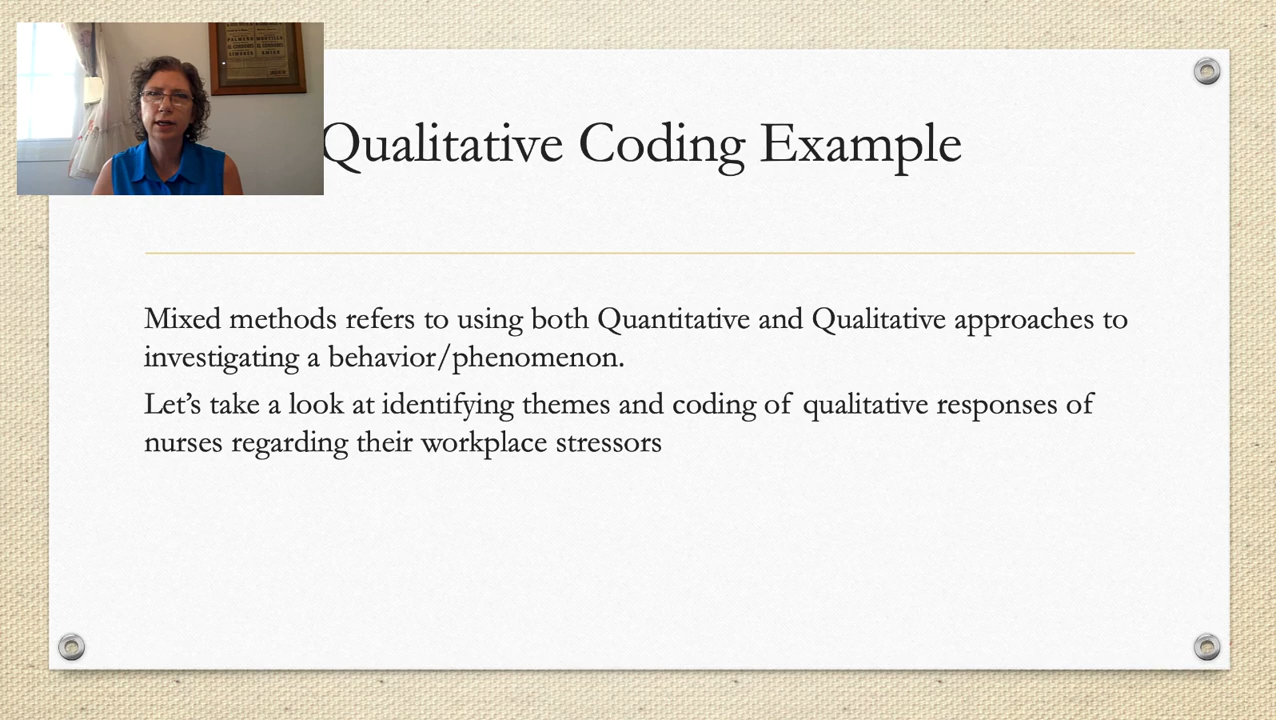 Qualitative Coding Example
Mixed methods refers to using both Quantitative and Qualitative approaches to
investigating a behavior/phenomenon.
Let’s take a look at identifying themes and coding of qualitative responses of
nurses regarding their workplace stressors